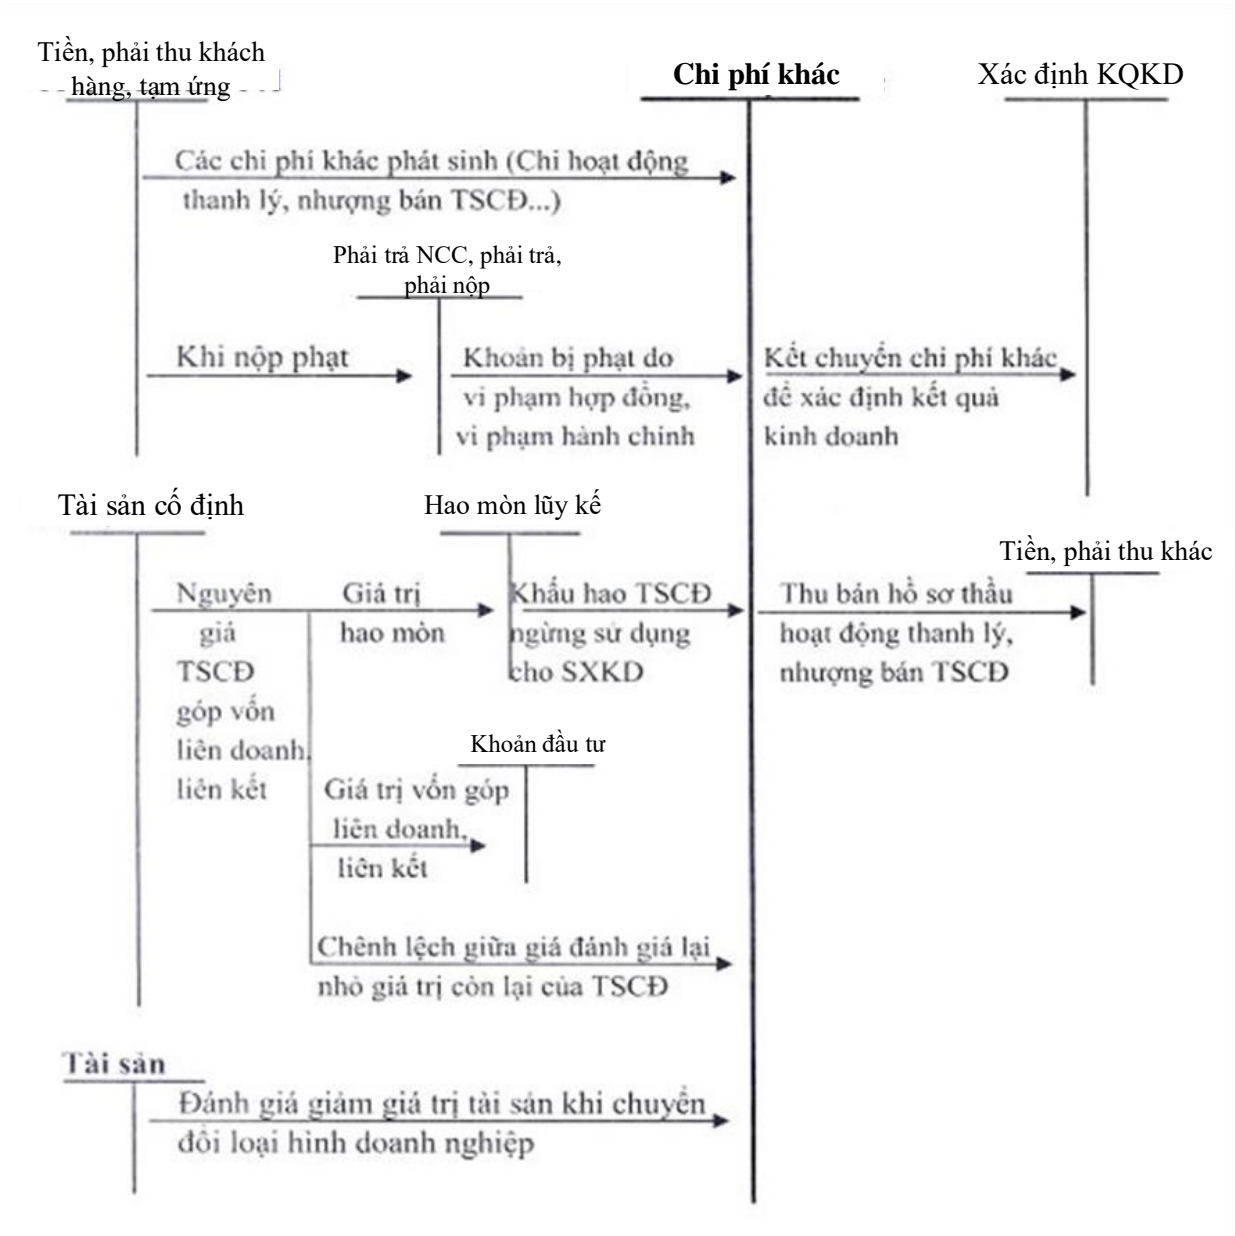 Tiền, phải thu khách
hàng, tạm ứng
Chi phí khác
Xác định KQKD
Các chi phí khác phát sinh (Chi hoạt động
thanh lý, nhượng bán TSCĐ...)
Phải trả NCC, phải trả,
phải nộp
Khi nộp phạt
Khoản bị phạt do
vi phạm hợp đồng,
vi phạm hành chính
Kết chuyển chi phí khác
để xác định kết quả
kinh doanh
Tài sản cố định
Hao mòn lũy kế
Tiền, phải thu khác
Nguyên
giá
TSCĐ
góp vốn
liên doanh,
liên kết
Giá trị
hao mòn
Khấu hao TSCĐ
ngừng sử dụng
cho SXKD
Thu bán hồ sơ thầu
hoạt động thanh lý,
nhượng bán TSCĐ
Khoản đầu tư
Giá trị vốn góp
liên doanh,
liên kết
Chênh lệch giữa giá đánh giá lại
nhỏ giá trị còn lại của TSCĐ
Tài sản
Đánh giá giảm giá trị tài sản khi chuyển
đổi loại hình doanh nghiệp